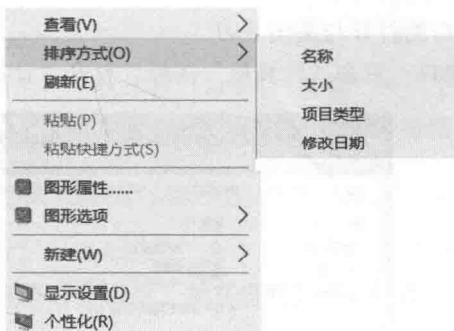 查看(V)
排序方式(O)
刷新(E)
粘贴(P)
粘贴快捷方式(S)
图形属性......
图形选项
新建(W)
显示设置(D)
个性化(R)
名称
大小
项目类型
修改日期